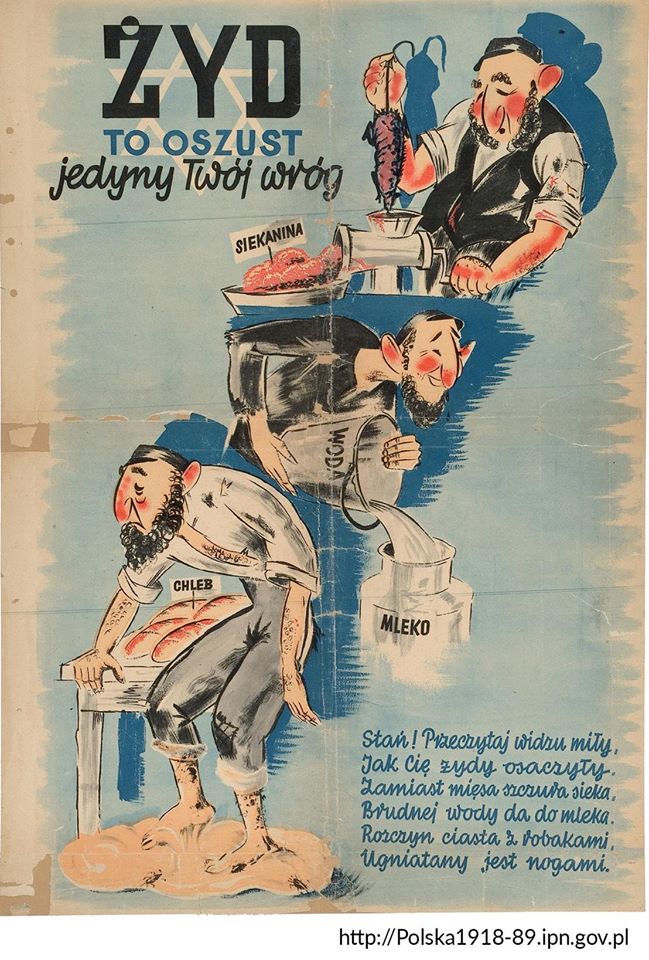 ŻYD
TO OSZUST
jedyny Twój wróg
SIEKANINA
WODA
CHLEB
MLEKO
Stań! Przeczytaj widzu miły,
Jak Cię żydy osaczyły.
Zamiast mięsa szczura sieka,
Brudnej wody da do mleka,
Rozczyn ciasta z robakami,
Ugniatany jest nogami.
http://Polska1918-89.ipn.gov.pl